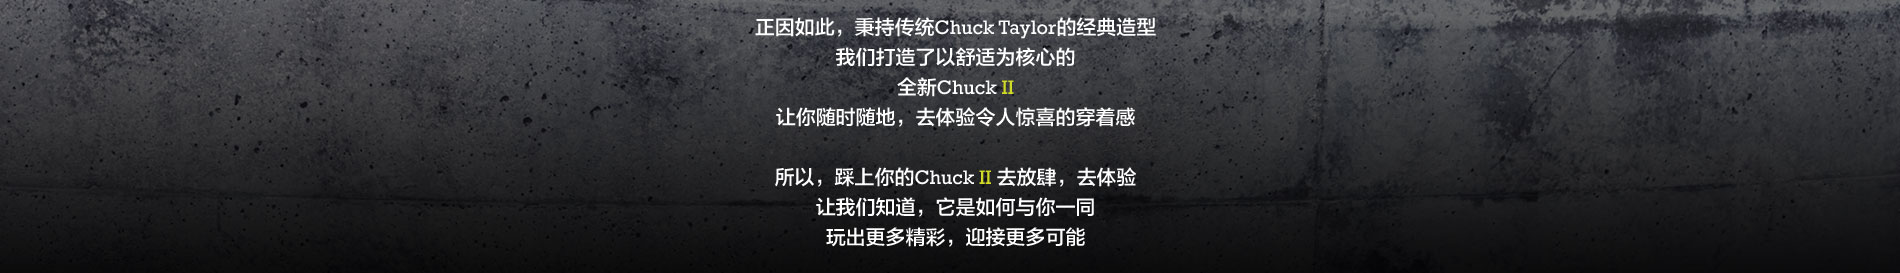 正因如此，秉持传统Chuck Taylor的经典造型
我们打造了以舒适为核心的
全新Chuck II
让你随时随地，去体验令人惊喜的穿着感
所以，踩上你的Chuck II 去放肆，去体验
让我们知道，它是如何与你一同
玩出更多精彩，迎接更多可能